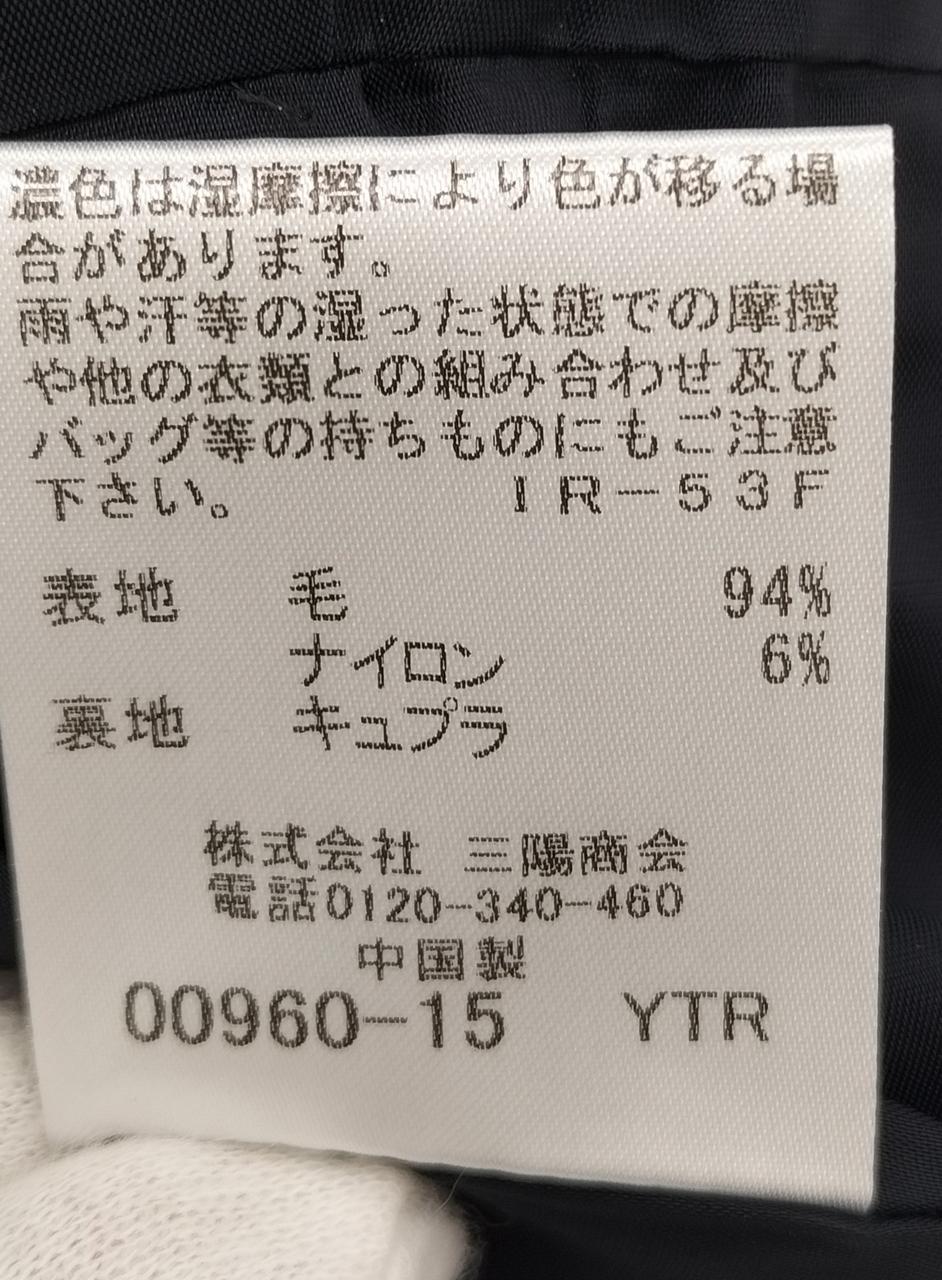 濃色は湿摩擦により色が移る場
合があります。
雨や汗等の湿った状態での摩擦
や他の衣類との組み合わせ及び
バッグ等の持ちものにもご注意
下さい。 IR−53F
表地 毛 94%
ナイロン 6%
裏地 キュプラ
株式会社 三陽商会
電話0120−340−460
中国製
00960−15 YTR